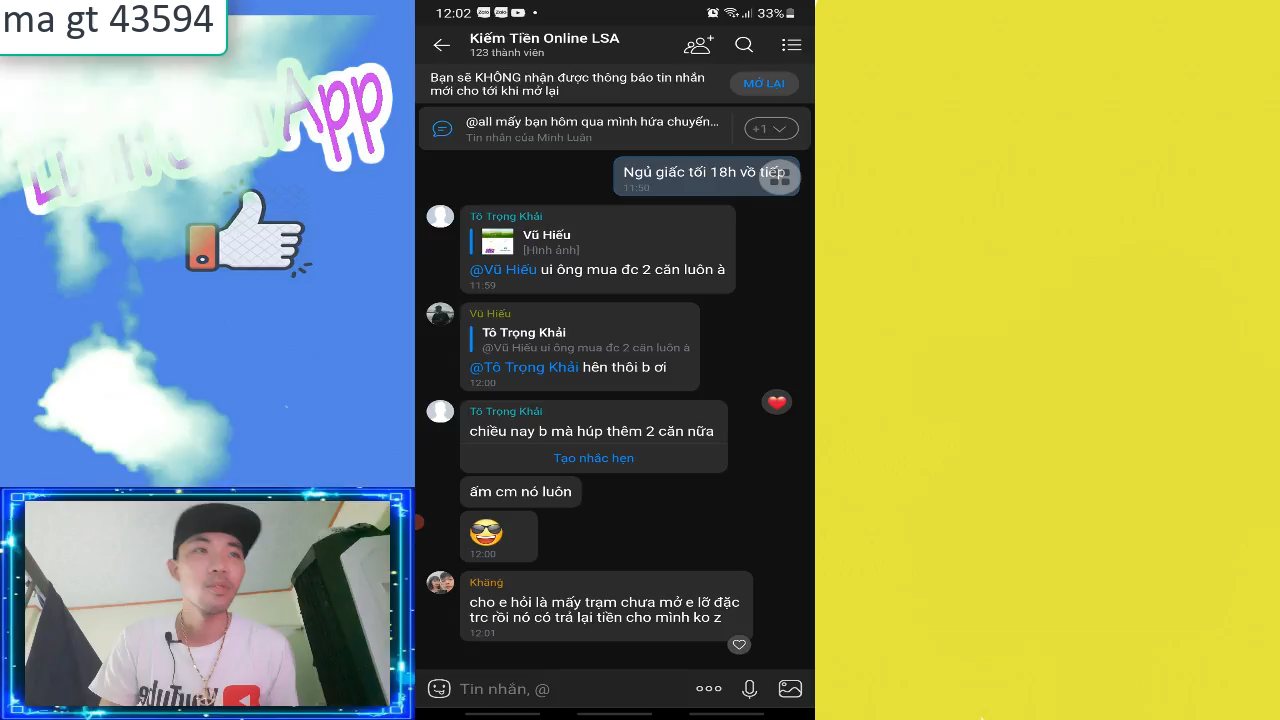 ma gt 43594
App
12:02
33%
Kiếm Tiền Online LSA
123 thành viên
Bạn sẽ KHÔNG nhận được thông báo tin nhắn
mới cho tới khi mở lại
MỞ LẠI
@all mấy bạn hôm qua mình hứa chuyến...
Tin nhắn của Minh Luân
+1
Ngủ giấc tối 18h vô tiếp
11:50
Tô Trọng Khải
Vũ Hiếu
[Hình ảnh]
@Vũ Hiếu ui ông mua đc 2 căn luôn à
11:59
Vũ Hiếu
Tô Trọng Khải
@Vũ Hiếu ui ông mua đc 2 căn luôn à
@Tô Trọng Khải hên thôi b ơi
12:00
Tô Trọng Khải
chiều nay b mà húp thêm 2 căn nữa
Tạo nhắc hẹn
ấm cm nó luôn
12:00
Khăng
cho e hỏi là mấy trạm chưa mở e lỡ đặc
trc rồi nó có trả lại tiền cho mình ko z
12:01
Tin nhắn, @